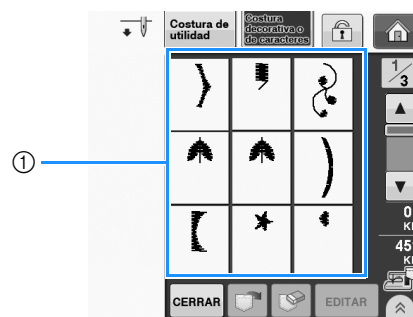 Costura de
utilidad
Costura
decorativa o
de caracteres
1/3
①
0
45
CERRAR
EDITAR